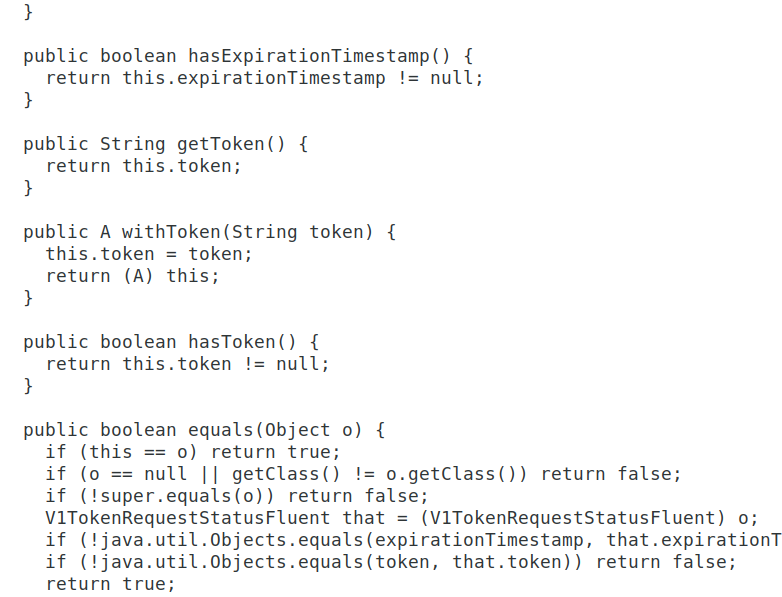 }
public boolean hasExpirationTimestamp() {
return this.expirationTimestamp != null;
}
public String getToken() {
return this.token;
}
public A withToken(String token) {
this.token = token;
return (A) this;
}
public boolean hasToken() {
return this.token != null;
}
public boolean equals(Object o) {
if (this == o) return true;
if (o == null || getClass() != o.getClass()) return false;
if (!super.equals(o)) return false;
V1TokenRequestStatusFluent that = (V1TokenRequestStatusFluent) o;
if (!java.util.Objects.equals(expirationTimestamp, that.expirationT
if (!java.util.Objects.equals(token, that.token)) return false;
return true;